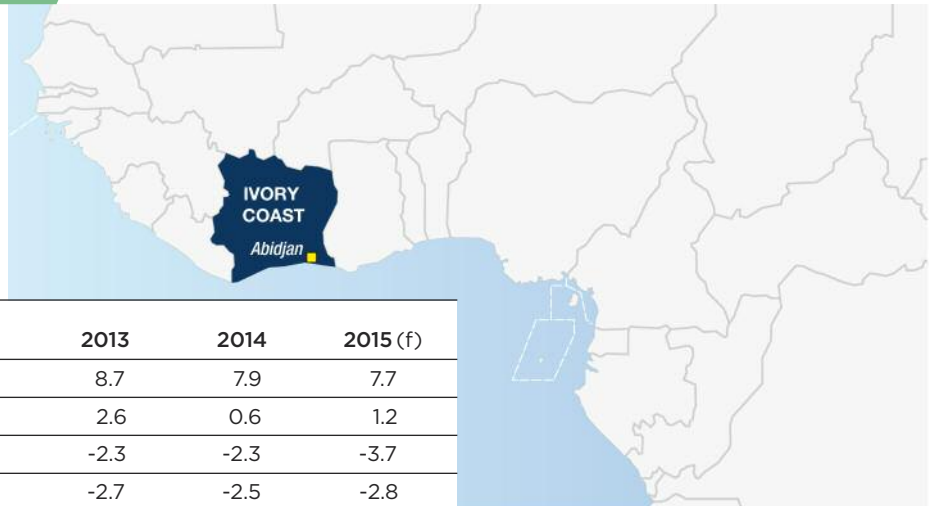 IVORY
COAST
Abidjan
2013 2014 2015 (f)
8.7 7.9 7.7
2.6 0.6 1.2
-2.3 -2.3 -3.7
-2.7 -2.5 -2.8